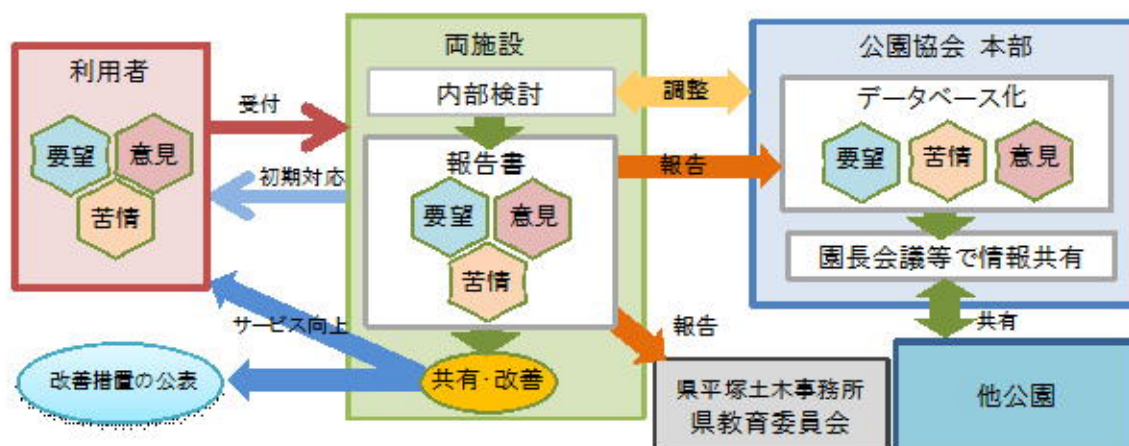 利用者
要望
意見
苦情
受付
初期対応
サービス向上
改善措置の公表
両施設
内部検討
報告書
要望
意見
苦情
共有・改善
調整
報告
報告
公園協会 本部
データベース化
要望
苦情
意見
園長会議等で情報共有
共有
県平塚土木事務所
県教育委員会
他公園